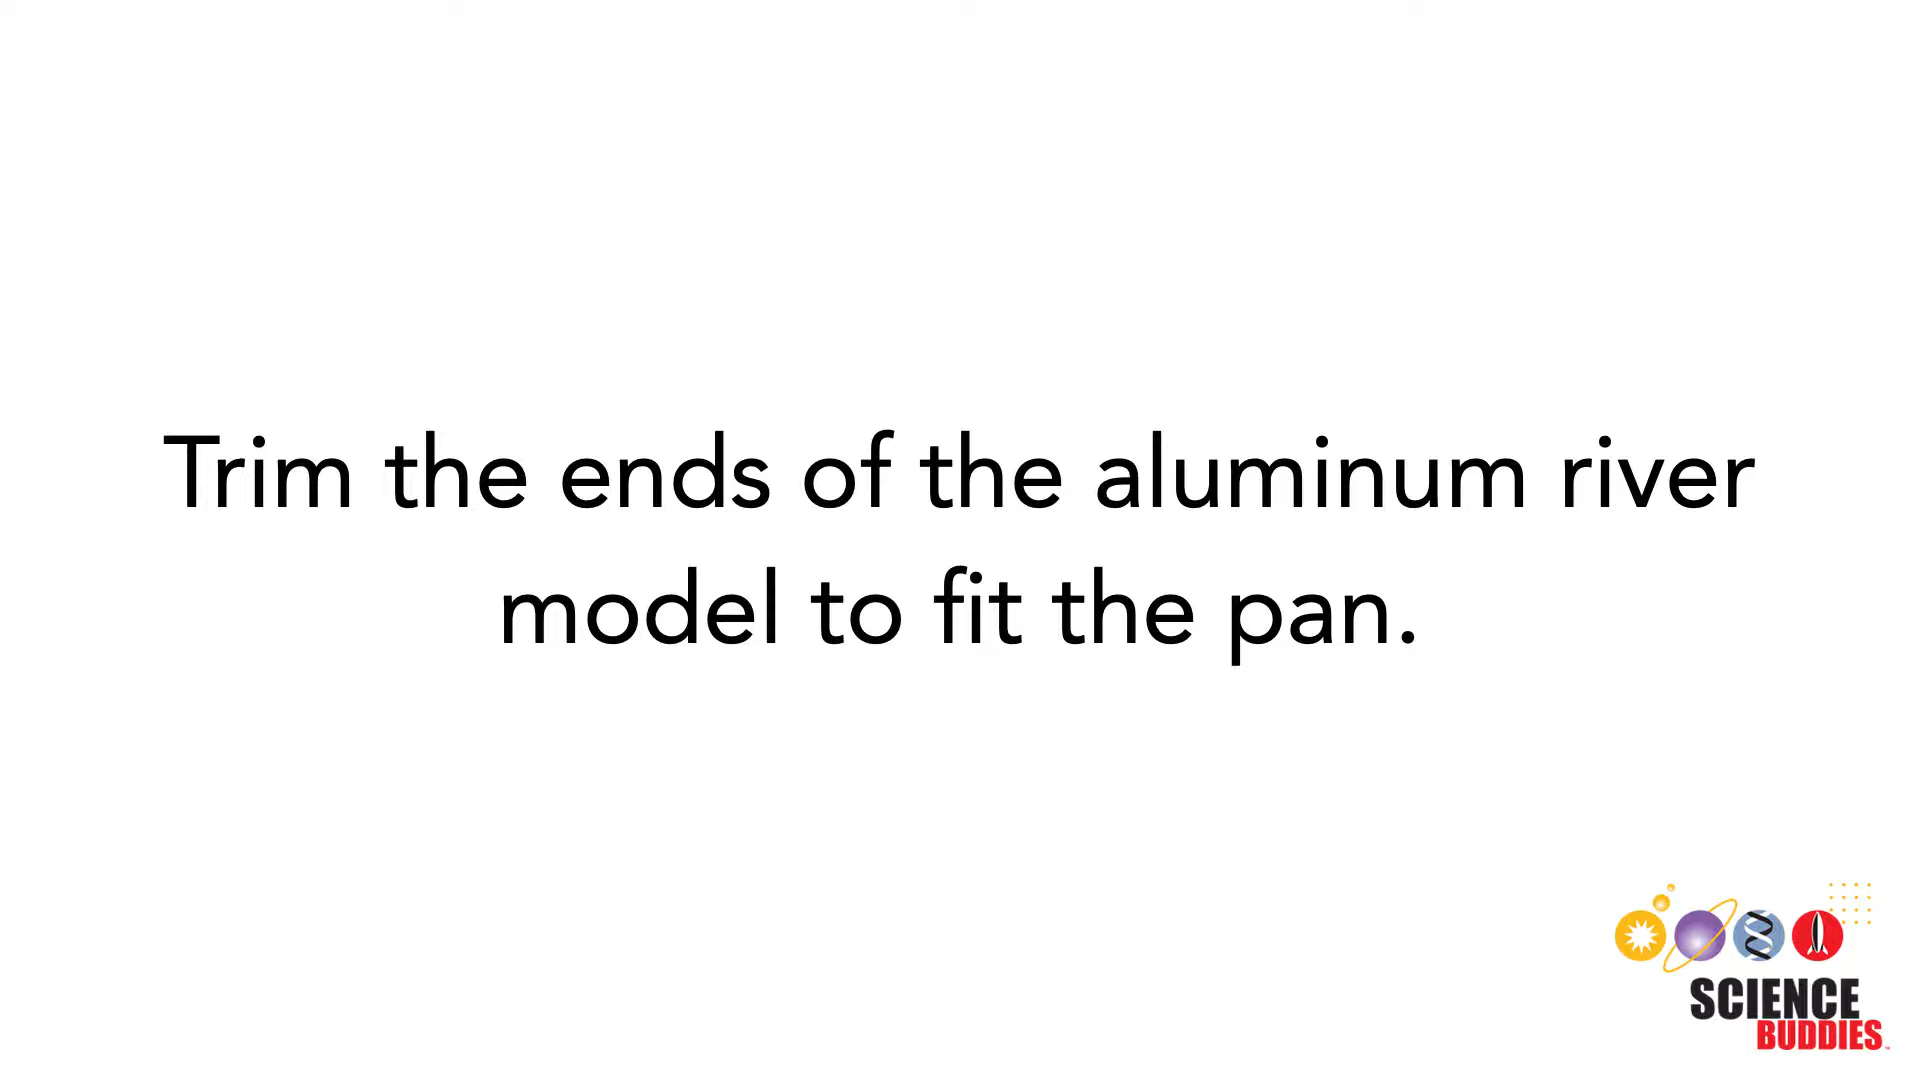 Trim the ends of the aluminum river
model to fit the pan.
SCIENCE
BUDDIES